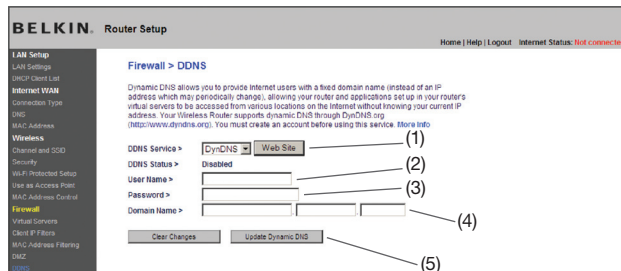 BELKIN. Router Setup
Home | Help | Logout Internet Status: Not connecte
LAN Setup
LAN Settings
DHCP Client List
Internet WAN
Connection Type
DNS
MAC Address
Wireless
Channel and SSID
Security
Wi-Fi Protected Setup
Use as Access Point
MAC Address Control
Firewall
Virtual Servers
Client IP Filters
MAC Address Filtering
DMZ
DDNS
Firewall > DDNS
Dynamic DNS allows you to provide Internet users with a fixed domain name (instead of an IP
address which may periodically change), allowing your router and applications set up in your router's
virtual servers to be accessed from various locations on the Internet without knowing your current IP
address. Your Wireless Router supports dynamic DNS through DynDNS.org
(http://www.dyndns.org). You must create an account before using this service. More Info
DDNS Service > DynDNS Web Site (1)
DDNS Status > Disabled
User Name > (2)
Password > (3)
Domain Name > . . (4)
Clear Changes Update Dynamic DNS
(5)